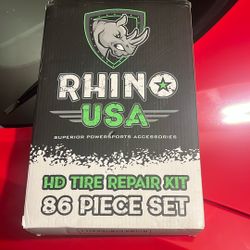 RHINO
USA
SUPERIOR POWERSPORTS ACCESSORIES
HD TIRE REPAIR KIT
86 PIECE SET